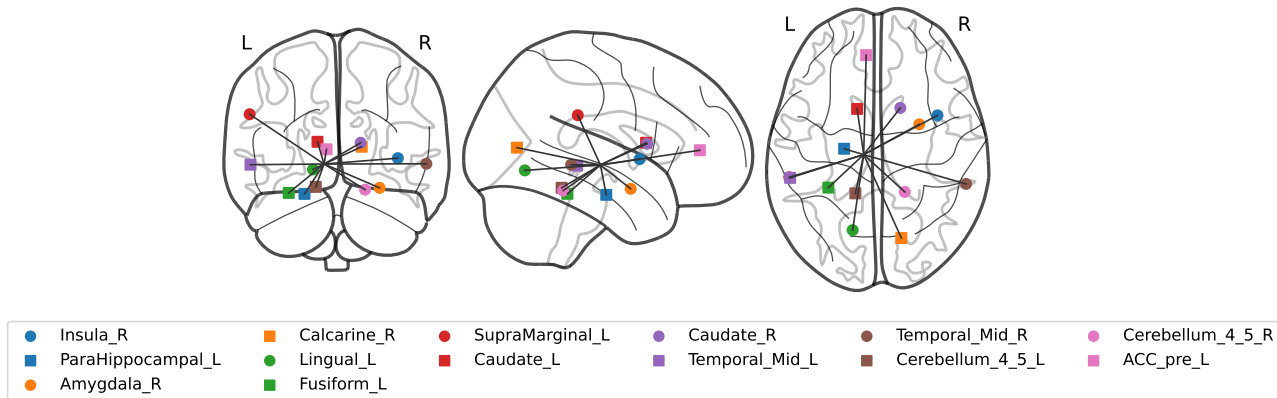 L R L R
Insula_R Calcarine_R SupraMarginal_L Caudate_R Temporal_Mid_R Cerebellum_4_5_R
ParaHippocampal_L Lingual_L Caudate_L Temporal_Mid_L Cerebellum_4_5_L ACC_pre_L
Amygdala_R Fusiform_L